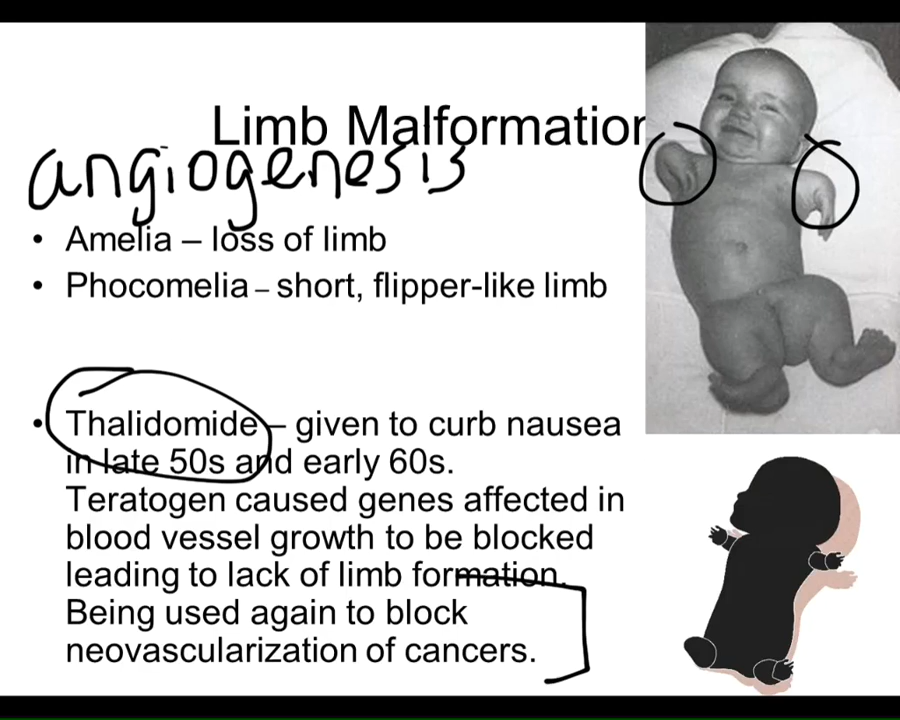 Limb Malformation
angiogenesis
• Amelia – loss of limb
• Phocomelia – short, flipper-like limb
• Thalidomide – given to curb nausea
in late 50s and early 60s.
Teratogen caused genes affected in
blood vessel growth to be blocked
leading to lack of limb formation.
Being used again to block
neovascularization of cancers.